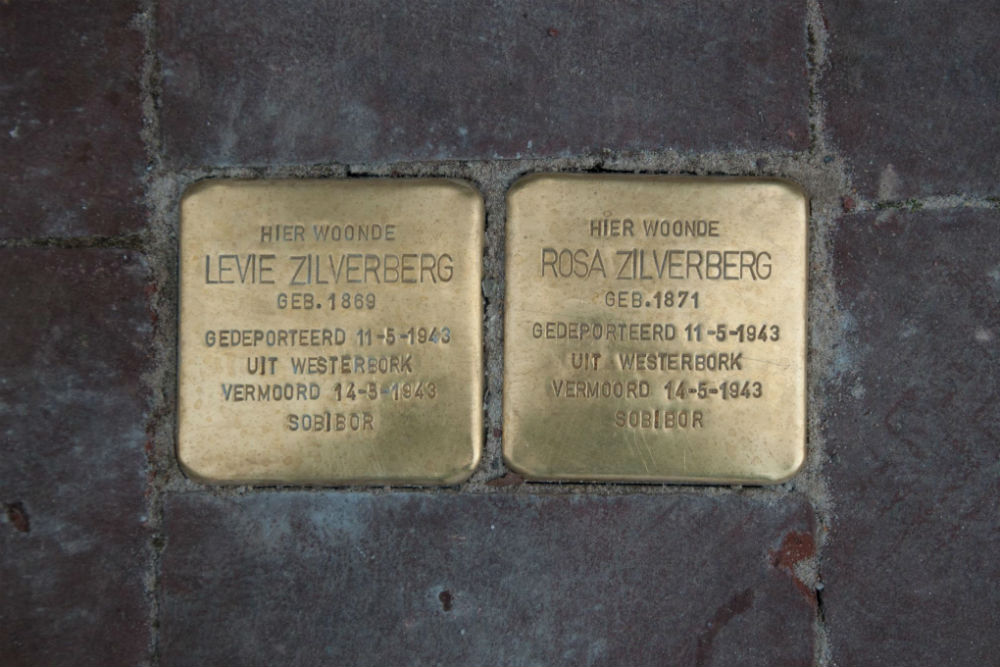 HIER WOONDE
LEVIE ZILVERBERG
GEB. 1869
GEDEPORTEERD 11-5-1943
UIT WESTERBORK
VERMOORD 14-5-1943
SOBIBOR
HIER WOONDE
ROSA ZILVERBERG
GEB. 1871
GEDEPORTEERD 11-5-1943
UIT WESTERBORK
VERMOORD 14-5-1943
SOBIBOR